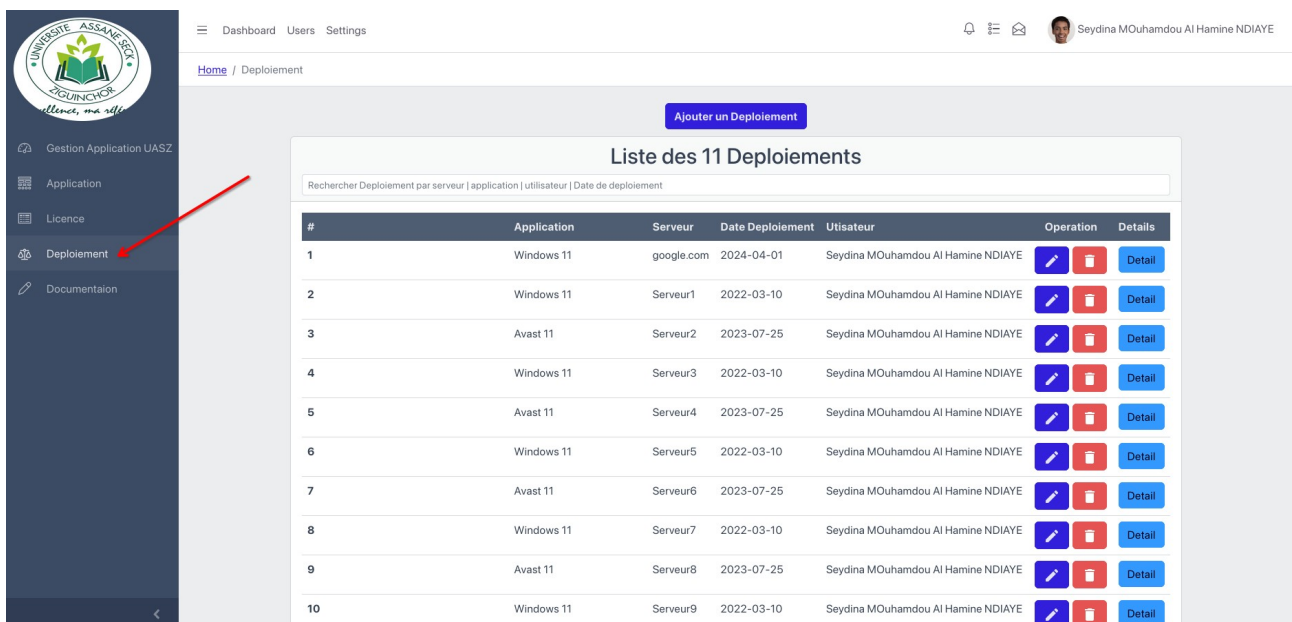 UNIVERSITE ASSANE SECK
ZIGUINCHOR
Dashboard Users Settings
Seydina MOuhamdou Al Hamine NDIAYE
Home / Deploiement
Gestion Application UASZ
Application
Licence
Deploiement
Documentaion
Ajouter un Deploiement
Liste des 11 Deploiements
Rechercher Deploiement par serveur | application | utilisateur | Date de deploiement
# Application Serveur Date Deploiement Utisateur Operation Details
1 Windows 11 google.com 2024-04-01 Seydina MOuhamdou Al Hamine NDIAYE Detail
2 Windows 11 Serveur1 2022-03-10 Seydina MOuhamdou Al Hamine NDIAYE Detail
3 Avast 11 Serveur2 2023-07-25 Seydina MOuhamdou Al Hamine NDIAYE Detail
4 Windows 11 Serveur3 2022-03-10 Seydina MOuhamdou Al Hamine NDIAYE Detail
5 Avast 11 Serveur4 2023-07-25 Seydina MOuhamdou Al Hamine NDIAYE Detail
6 Windows 11 Serveur5 2022-03-10 Seydina MOuhamdou Al Hamine NDIAYE Detail
7 Avast 11 Serveur6 2023-07-25 Seydina MOuhamdou Al Hamine NDIAYE Detail
8 Windows 11 Serveur7 2022-03-10 Seydina MOuhamdou Al Hamine NDIAYE Detail
9 Avast 11 Serveur8 2023-07-25 Seydina MOuhamdou Al Hamine NDIAYE Detail
10 Windows 11 Serveur9 2022-03-10 Seydina MOuhamdou Al Hamine NDIAYE Detail